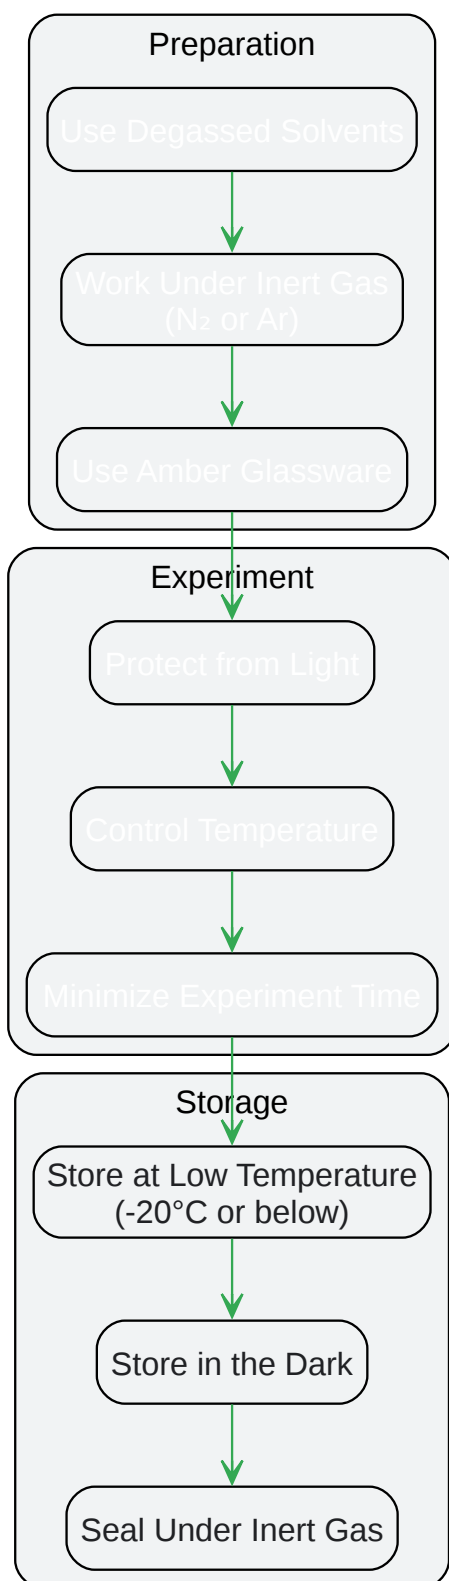 Preparation
Use Degassed Solvents
Work Under Inert Gas
(N₂ or Ar)
Use Amber Glassware
Experiment
Protect from Light
Control Temperature
Minimize Experiment Time
Storage
Store at Low Temperature
(-20°C or below)
Store in the Dark
Seal Under Inert Gas